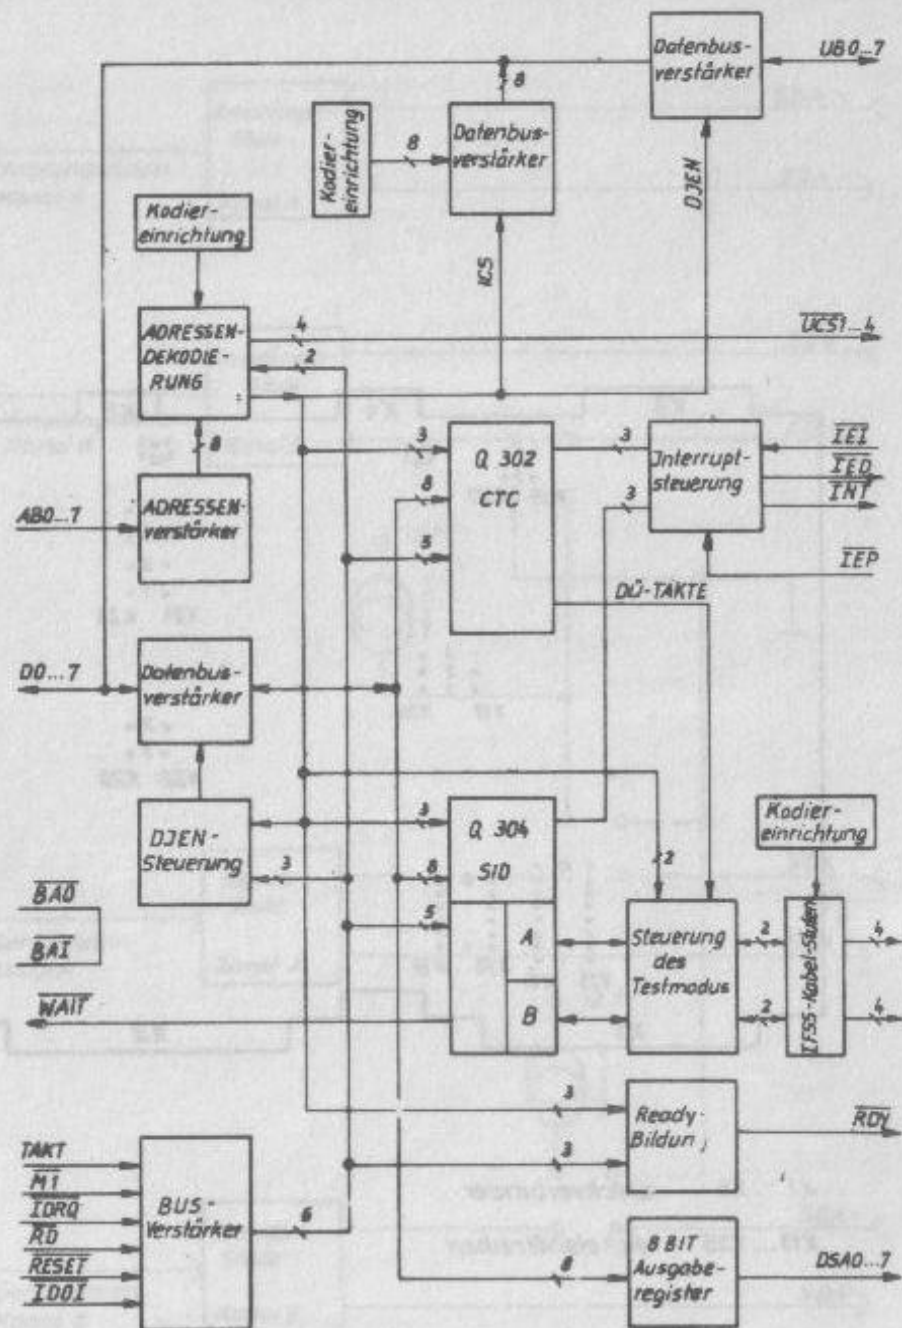 Datenbus-
verstärker
UB0...7
8
Kodier-
einrichtung
8
Datenbus-
verstärker
DJEN
Kodier-
einrichtung
ICS
ADRESSEN-
DEKODIE-
RUNG
4
2
UCS1...4
8
3
Q 302
CTC
3
Interrupt-
steuerung
IEI
IEO
INT
8
3
AB0...7
ADRESSEN-
verstärker
3
IEP
DÜ-TAKTE
D0...7
Datenbus-
verstärker
DJEN-
Steuerung
3
3
Q 304
SIO
2
Kodier-
einrichtung
8
BAO
BAI
5
A
B
Steuerung
des
Testmodus
2
2
IFSS-Kabel-Stufen
4
4
WAIT
3
3
Ready-
Bildun
RDY
TAKT
M1
IORQ
RD
RESET
IODI
BUS-
Verstärker
6
8
8 BIT
Ausgabe-
register
DSA0...7